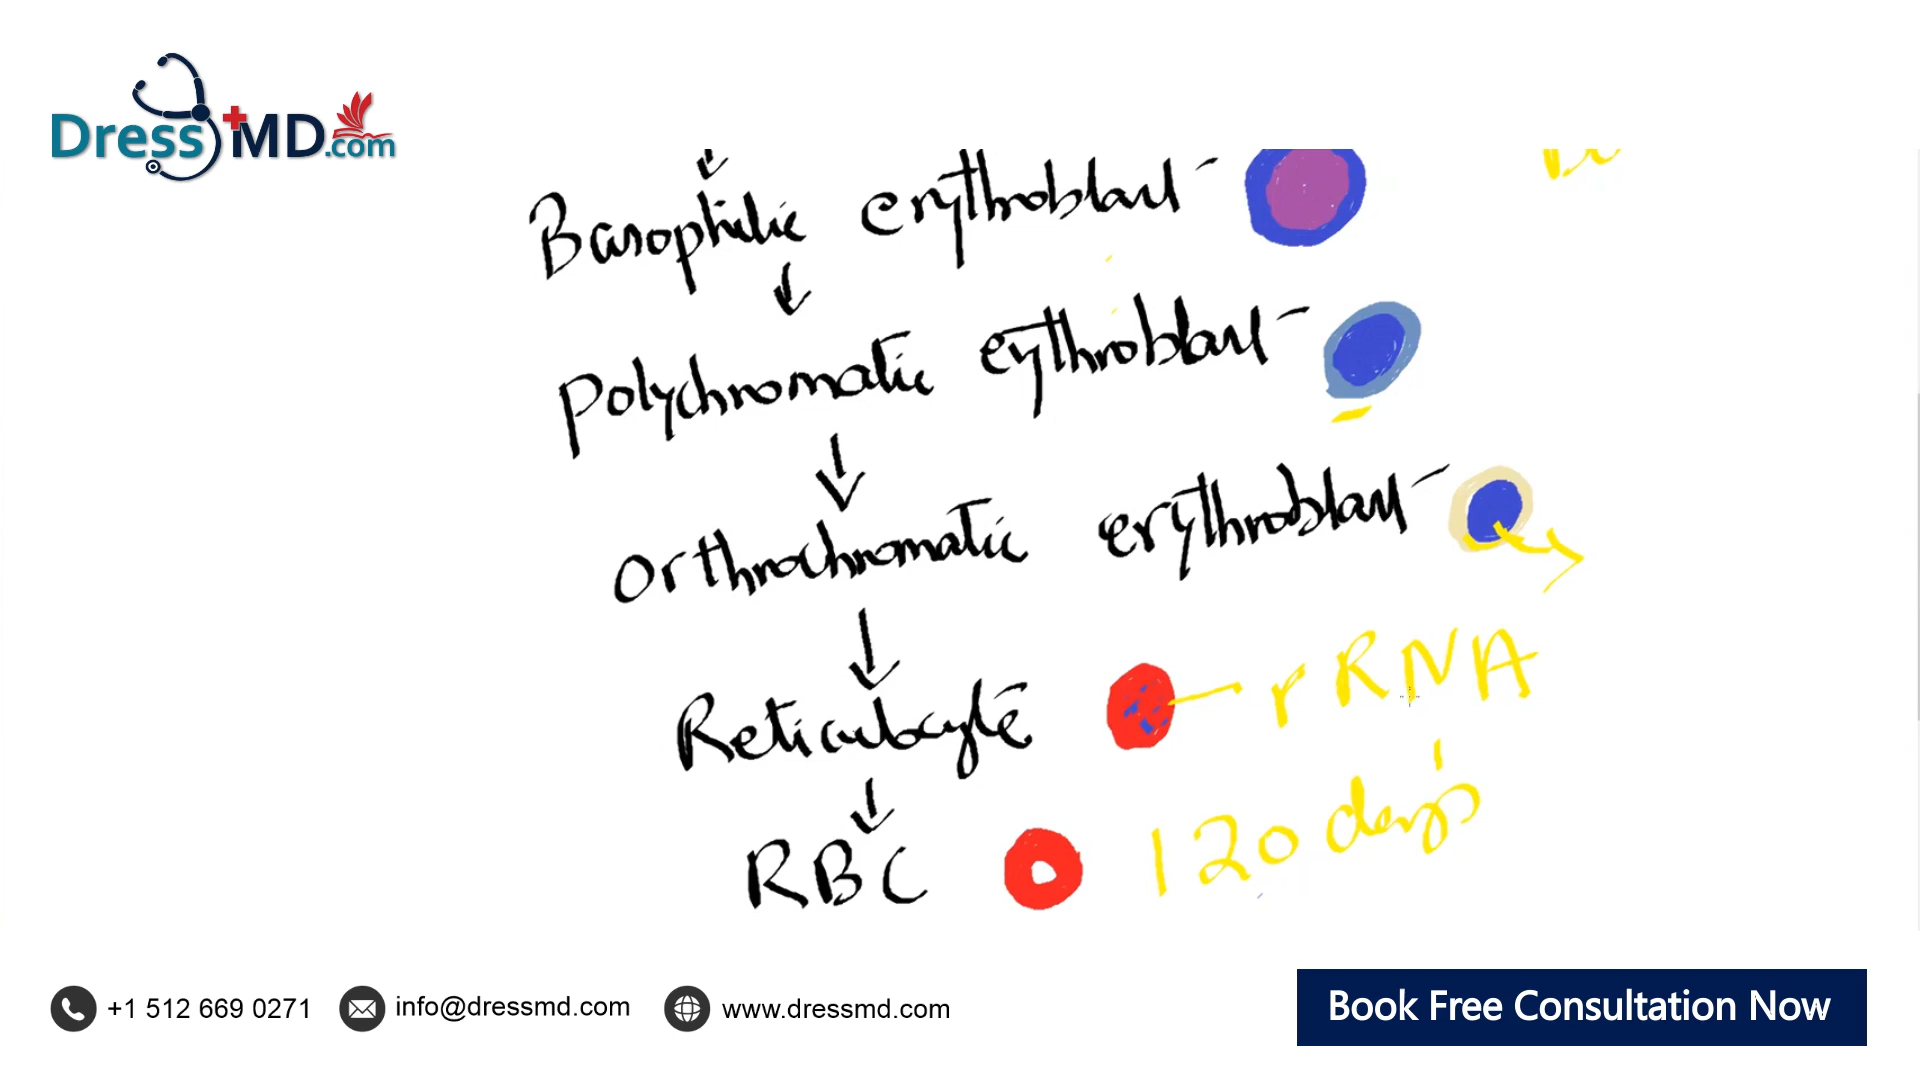 DressMD.com
Basophilic erythroblast -
polychromatic erythroblast -
Orthrochromatic erythroblast -
Reticulocyte rRNA
RBC 120 days
+1 512 669 0271 info@dressmd.com www.dressmd.com Book Free Consultation Now